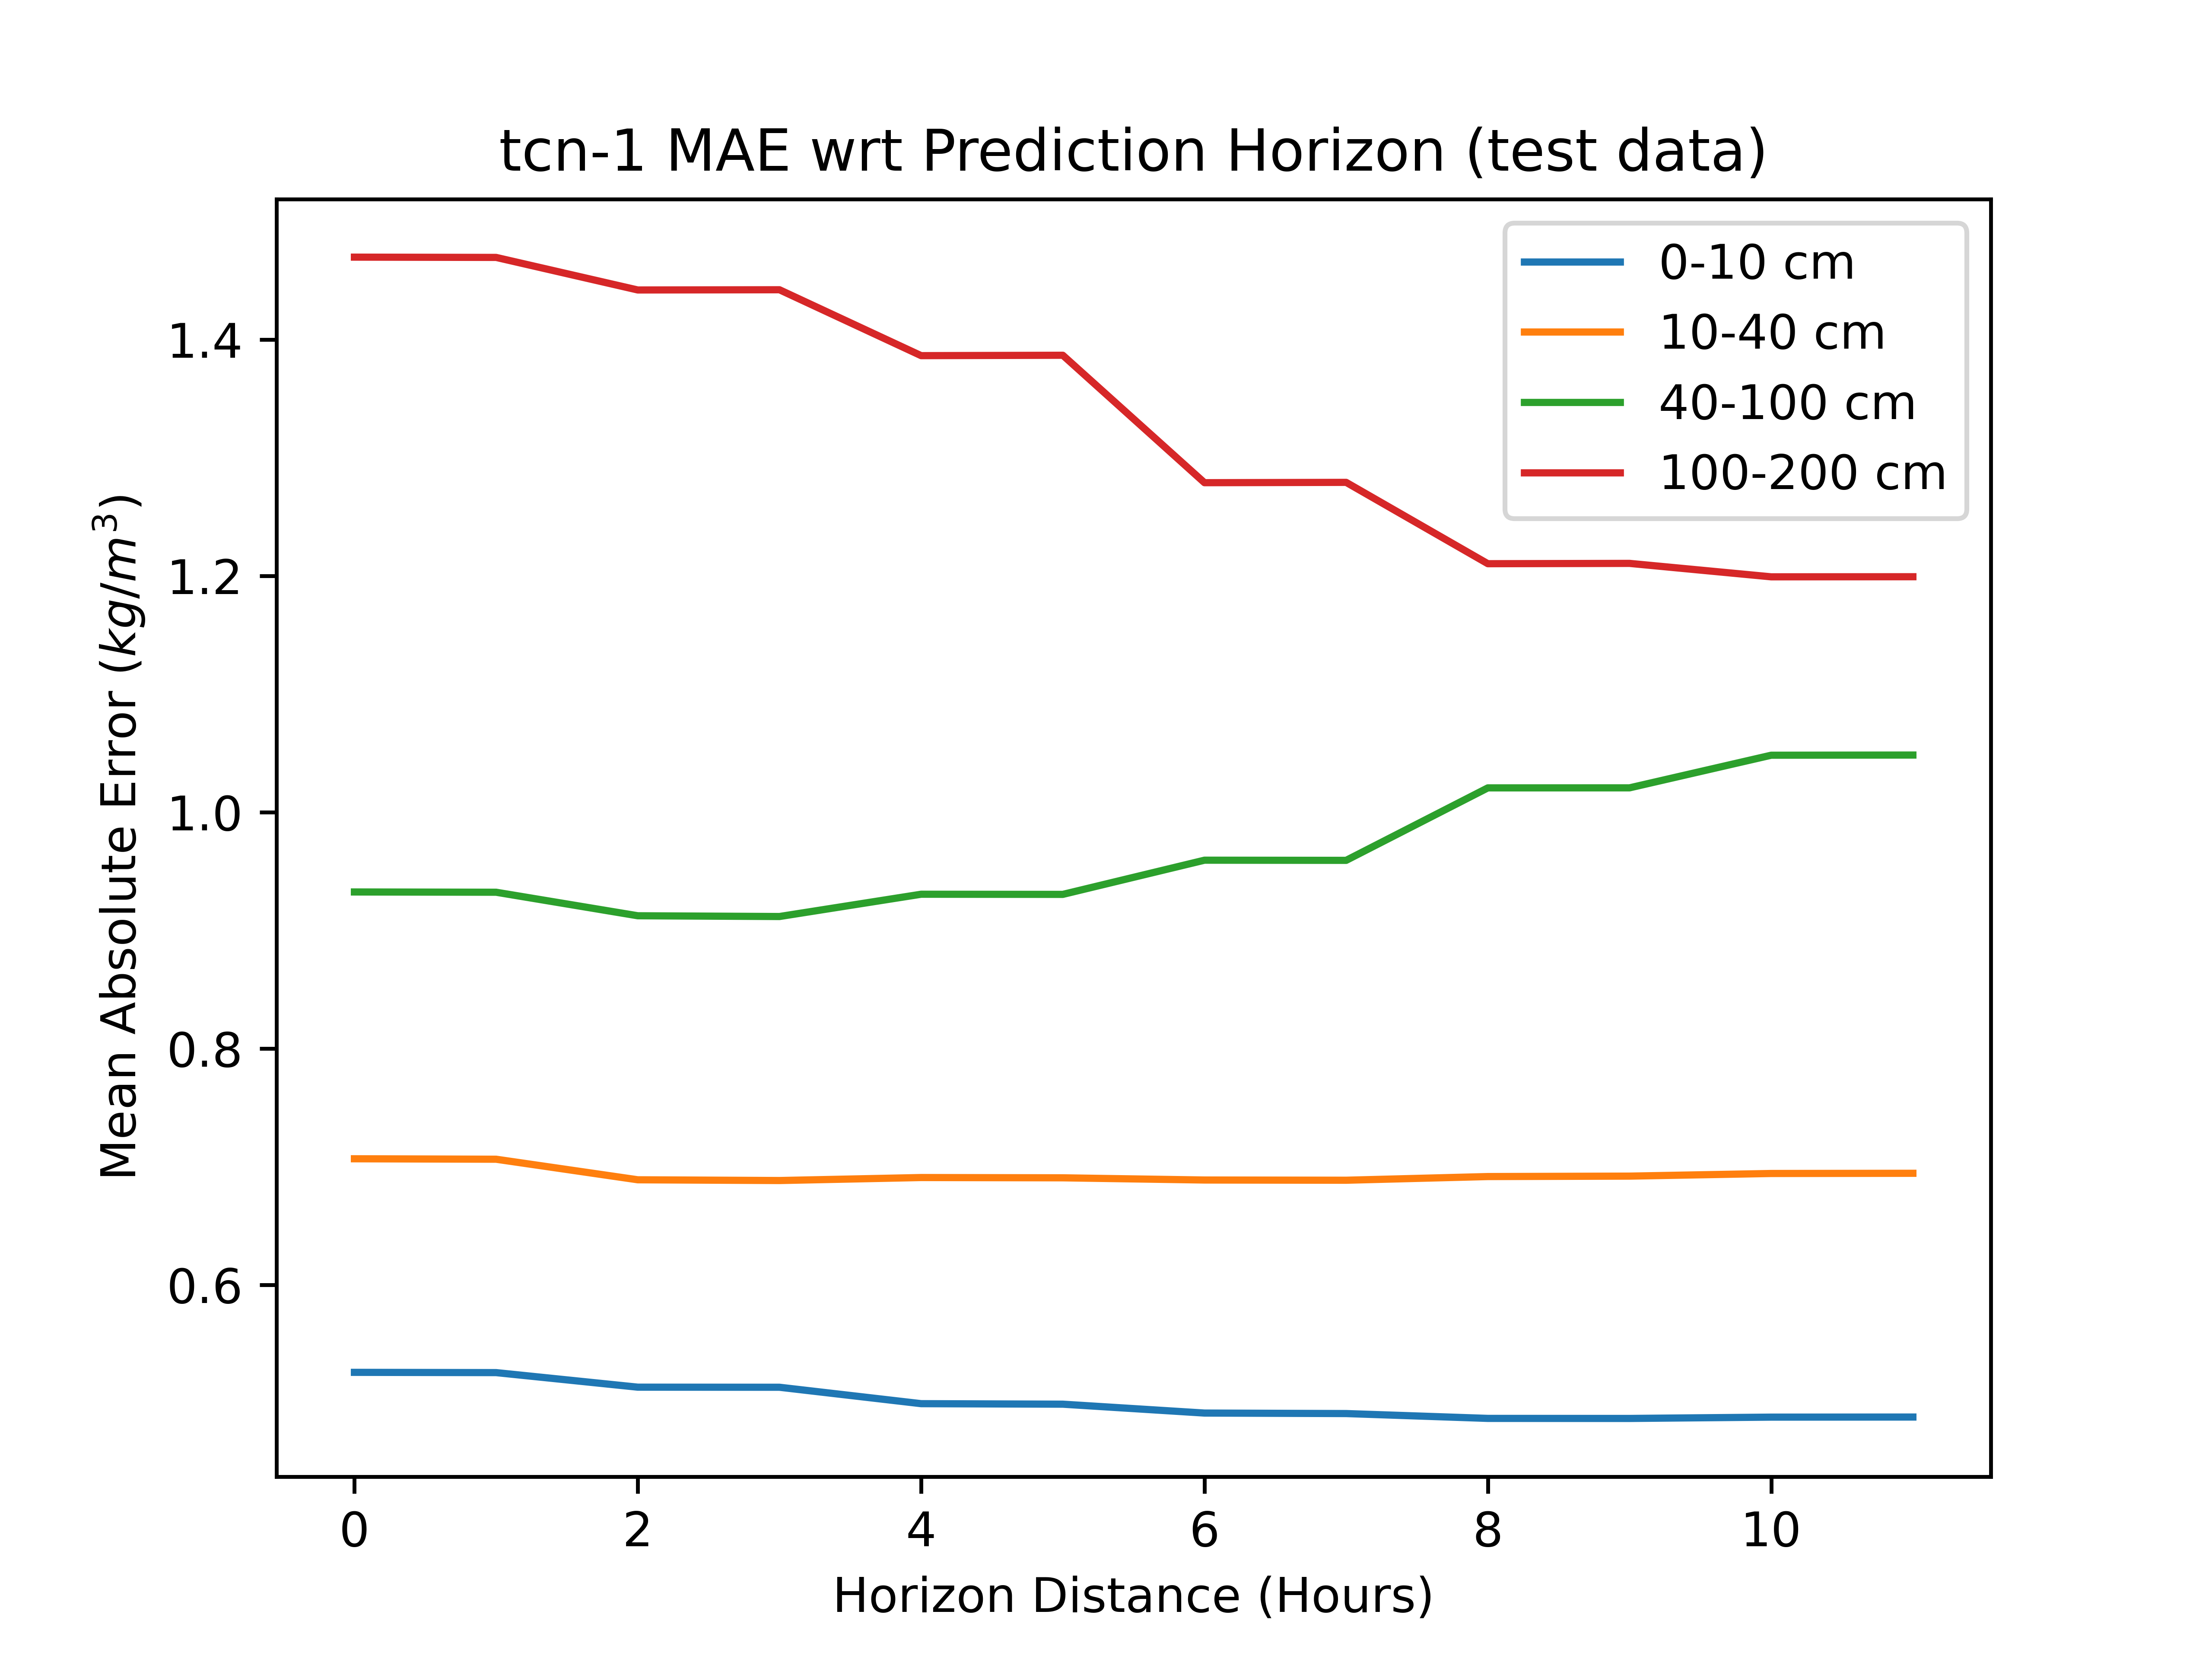 tcn-1 MAE wrt Prediction Horizon (test data)
0-10 cm
10-40 cm
40-100 cm
100-200 cm
Mean Absolute Error (kg/m³)
1.4
1.2
1.0
0.8
0.6
0 2 4 6 8 10
Horizon Distance (Hours)